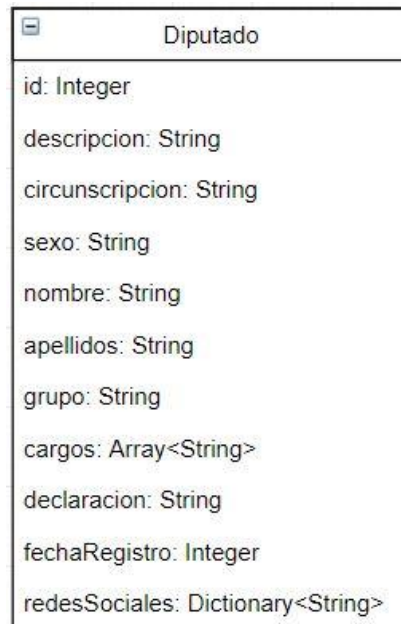 Diputado
id: Integer
descripcion: String
circunscripcion: String
sexo: String
nombre: String
apellidos: String
grupo: String
cargos: Array<String>
declaracion: String
fechaRegistro: Integer
redesSociales: Dictionary<String>